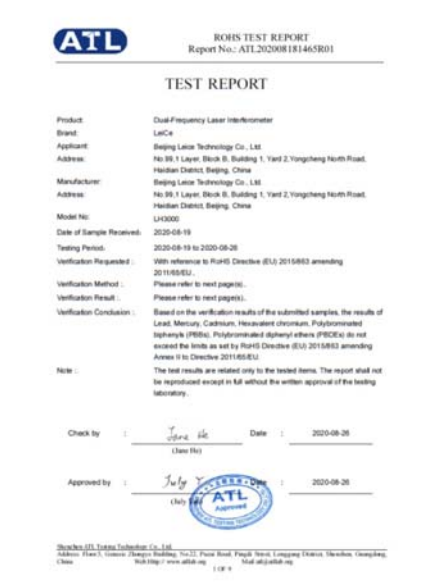 ATL
ROHS TEST REPORT
Report No.: ATL202008181465R01
TEST REPORT
Product: Dual-Frequency Laser Interferometer
Brand: LeiCe
Applicant: Beijing Leice Technology Co., Ltd.
Address: No.99,1 Layer, Block B, Building 1, Yard 2,Yongcheng North Road,
Haidian District, Beijing, China
Manufacturer: Beijing Leice Technology Co., Ltd.
Address: No.99,1 Layer, Block B, Building 1, Yard 2,Yongcheng North Road,
Haidian District, Beijing, China
Model No: LH3000
Date of Sample Received: 2020-08-19
Testing Period: 2020-08-19 to 2020-08-26
Verification Requested : With reference to RoHS Directive (EU) 2015/863 amending
2011/65/EU .
Verification Method : Please refer to next page(s).
Verification Result : Please refer to next page(s).
Verification Conclusion : Based on the verification results of the submitted samples, the results of
Lead, Mercury, Cadmium, Hexavalent chromium, Polybrominated
biphenyls (PBBs), Polybrominated diphenyl ethers (PBDEs) do not
exceed the limits as set by RoHS Directive (EU) 2015/863 amending
Annex II to Directive 2011/65/EU.
Note : The test results are related only to the tested items. The report shall not
be reproduced except in full without the written approval of the testing
laboratory.
Check by : Jane He Date : 2020-08-26
(Jane He)
Approved by : July Date : 2020-08-26
(July
ATL
Approved
Shenzhen ATL Testing Technology Co., Ltd.
Longgang District, Shenzhen, Guangdong,
China
1 OF 9